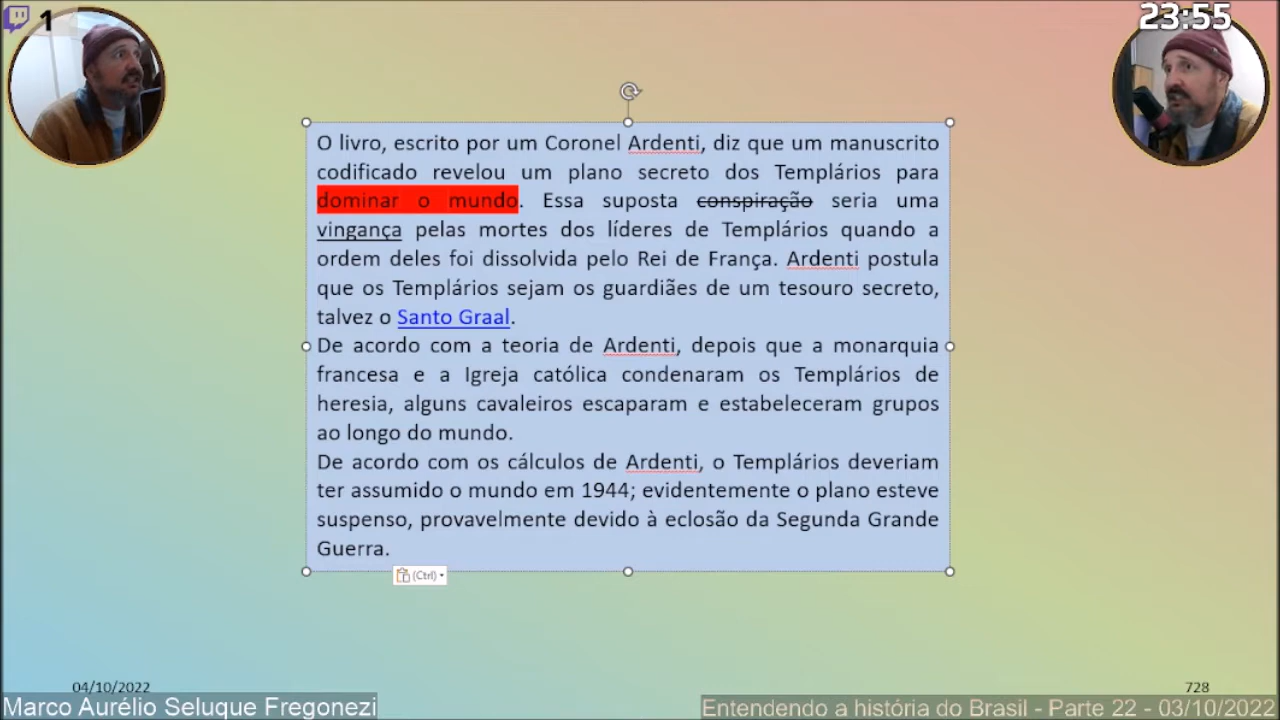 1
23:55
O livro, escrito por um Coronel Ardenti, diz que um manuscrito
codificado revelou um plano secreto dos Templários para
dominar o mundo. Essa suposta conspiração seria uma
vingança pelas mortes dos líderes de Templários quando a
ordem deles foi dissolvida pelo Rei de França. Ardenti postula
que os Templários sejam os guardiães de um tesouro secreto,
talvez o Santo Graal.
De acordo com a teoria de Ardenti, depois que a monarquia
francesa e a Igreja católica condenaram os Templários de
heresia, alguns cavaleiros escaparam e estabeleceram grupos
ao longo do mundo.
De acordo com os cálculos de Ardenti, o Templários deveriam
ter assumido o mundo em 1944; evidentemente o plano esteve
suspenso, provavelmente devido à eclosão da Segunda Grande
Guerra.
(Ctrl)
04/10/2022
728
Marco Aurélio Seluque Fregonezi
Entendendo a história do Brasil - Parte 22 - 03/10/2022